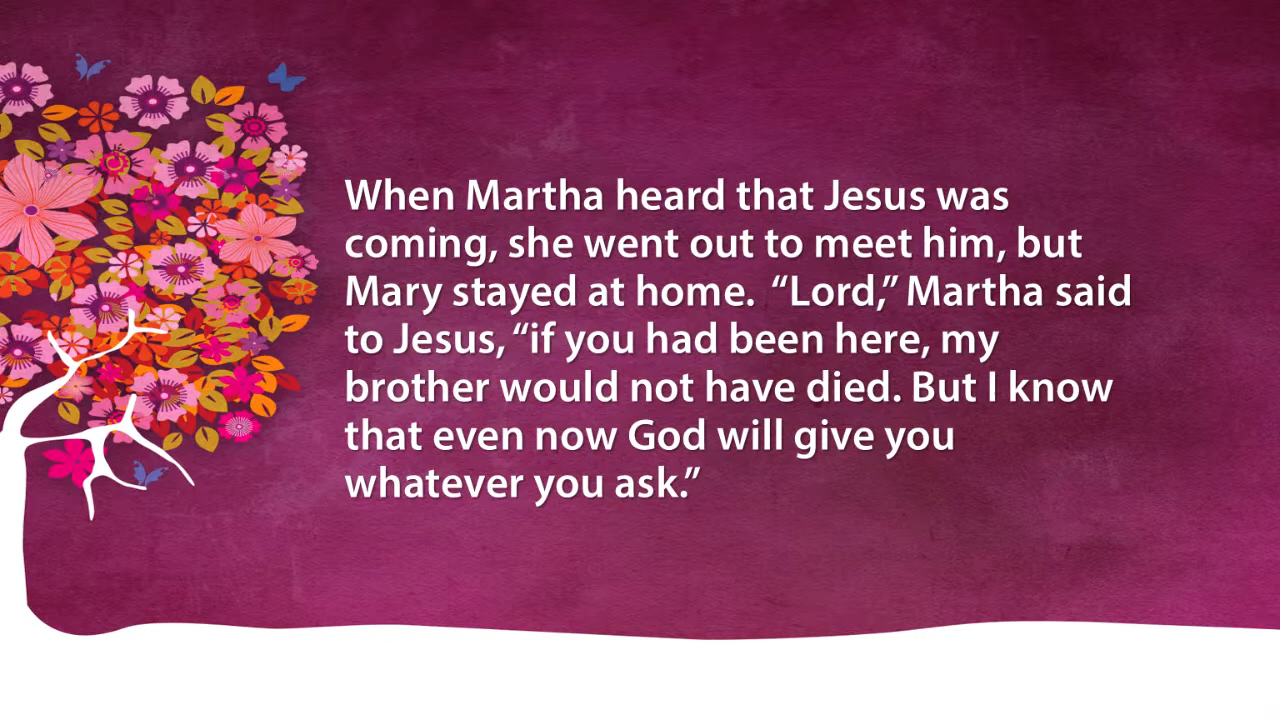 When Martha heard that Jesus was
coming, she went out to meet him, but
Mary stayed at home.  “Lord,” Martha said
to Jesus, “if you had been here, my
brother would not have died. But I know
that even now God will give you
whatever you ask.”